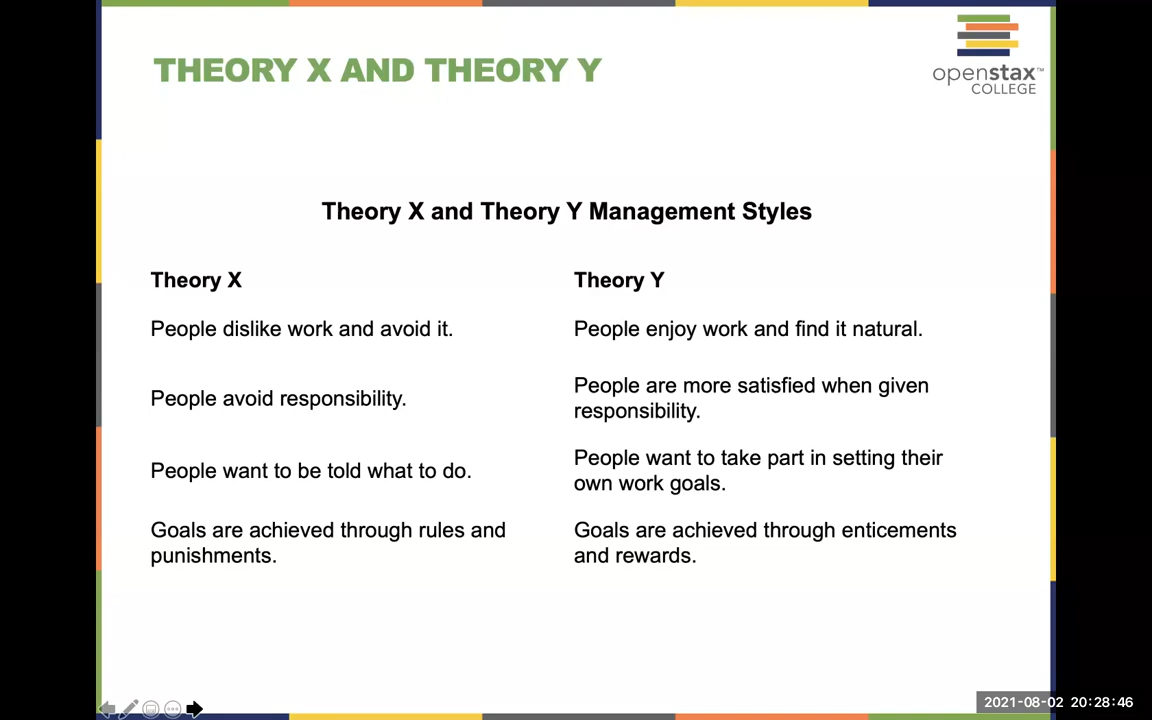 THEORY X AND THEORY Y
openstax™
COLLEGE
Theory X and Theory Y Management Styles
Theory X
Theory Y
People dislike work and avoid it.
People enjoy work and find it natural.
People avoid responsibility.
People are more satisfied when given
responsibility.
People want to be told what to do.
People want to take part in setting their
own work goals.
Goals are achieved through rules and
punishments.
Goals are achieved through enticements
and rewards.
2021-08-02 20:28:46